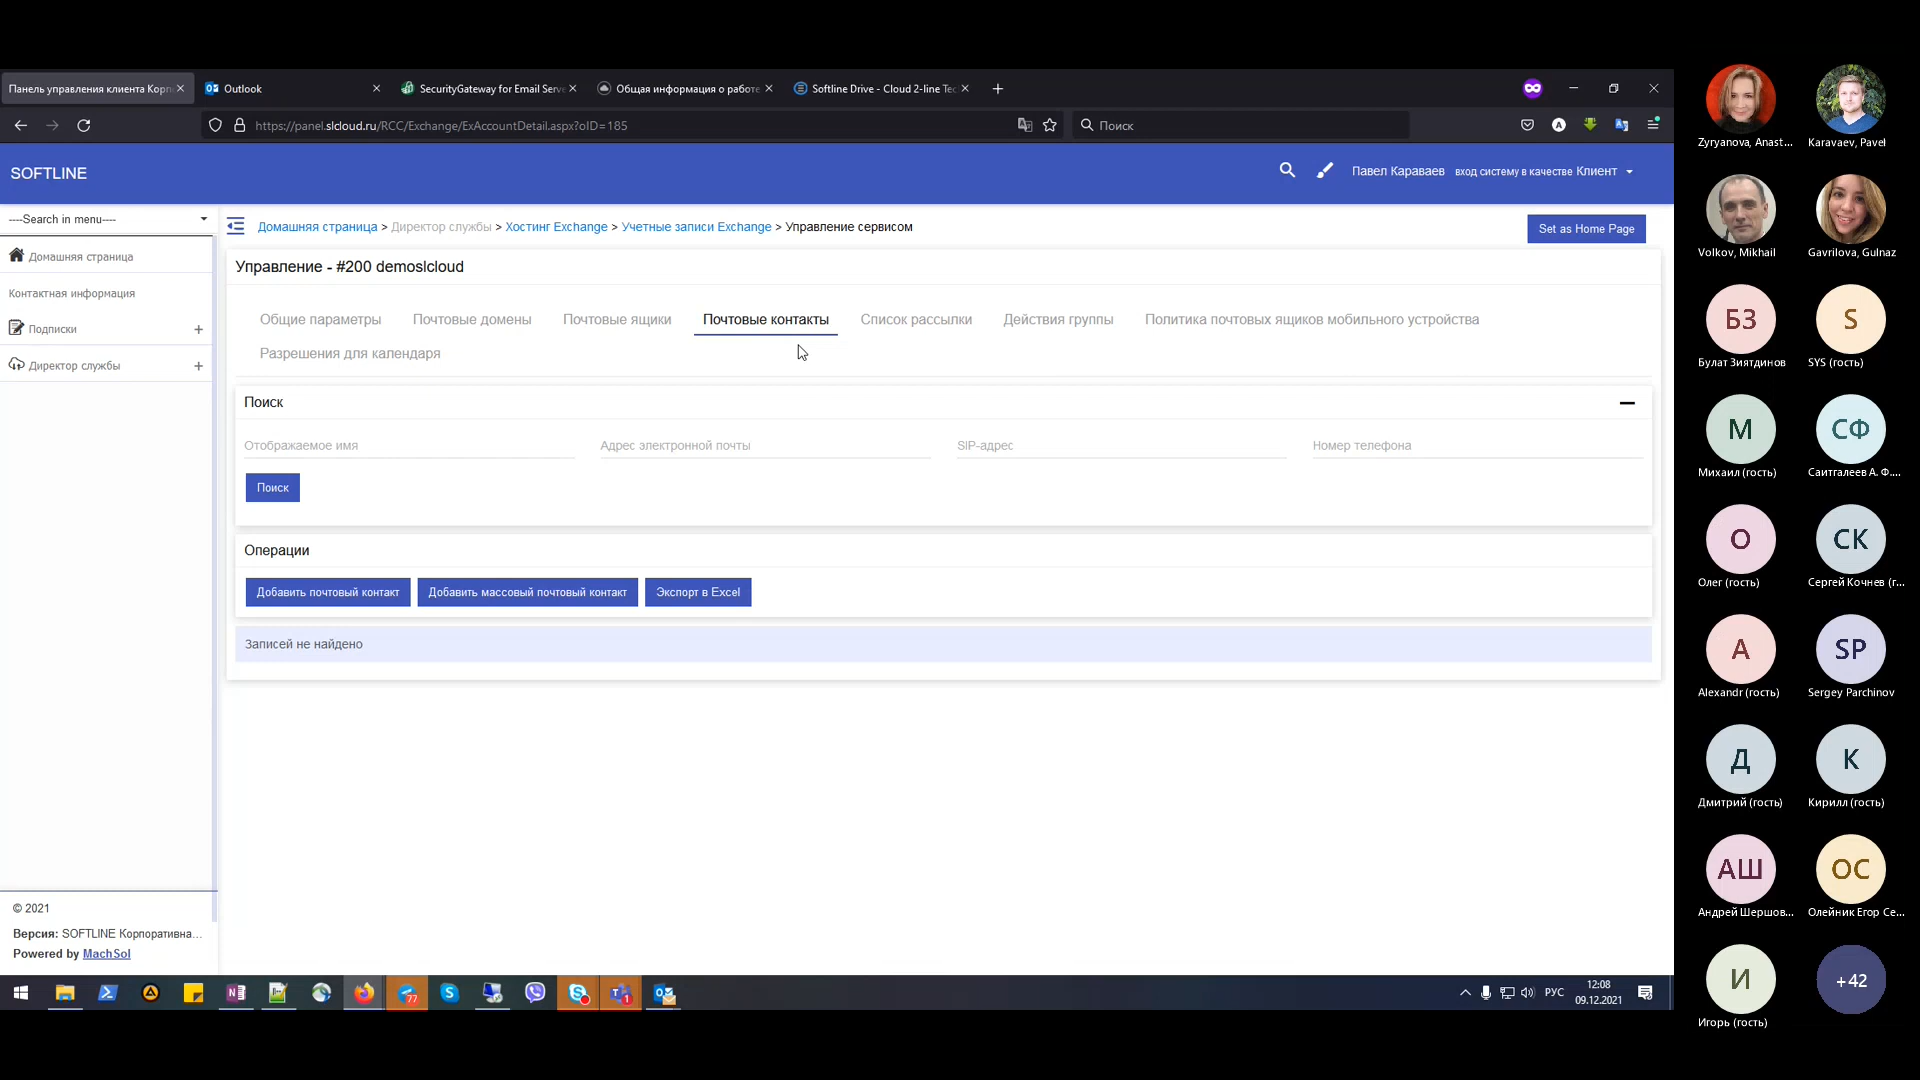 Панель управления клиента Корп
Outlook
SecurityGateway for Email Serve
Общая информация о работе
Softline Drive - Cloud 2-line Tec
https://panel.slcloud.ru/RCC/Exchange/ExAccountDetail.aspx?oID=185
Поиск
SOFTLINE
Павел Караваев вход систему в качестве Клиент
----Search in menu----
Домашняя страница
Контактная информация
Подписки
Директор службы
Домашняя страница > Директор службы > Хостинг Exchange > Учетные записи Exchange > Управление сервисом
Set as Home Page
Управление - #200 demoslcloud
Общие параметры
Почтовые домены
Почтовые ящики
Почтовые контакты
Список рассылки
Действия группы
Политика почтовых ящиков мобильного устройства
Разрешения для календаря
Поиск
Отображаемое имя
Адрес электронной почты
SIP-адрес
Номер телефона
Поиск
Операции
Добавить почтовый контакт
Добавить массовый почтовый контакт
Экспорт в Excel
Записей не найдено
© 2021
Версия: SOFTLINE Корпоративна...
Powered by MachSol
77
1
РУС
12:08
09.12.2021
Zyryanova, Anast...
Karavaev, Pavel
Volkov, Mikhail
Gavrilova, Gulnaz
БЗ
Булат Зиятдинов
S
SYS (гость)
М
Михаил (гость)
СФ
Саитгалеев А. Ф....
О
Олег (гость)
СК
Сергей Кочнев (г...
A
Alexandr (гость)
SP
Sergey Parchinov
Д
Дмитрий (гость)
К
Кирилл (гость)
АШ
Андрей Шершов...
ОС
Олейник Егор Се...
И
Игорь (гость)
+42